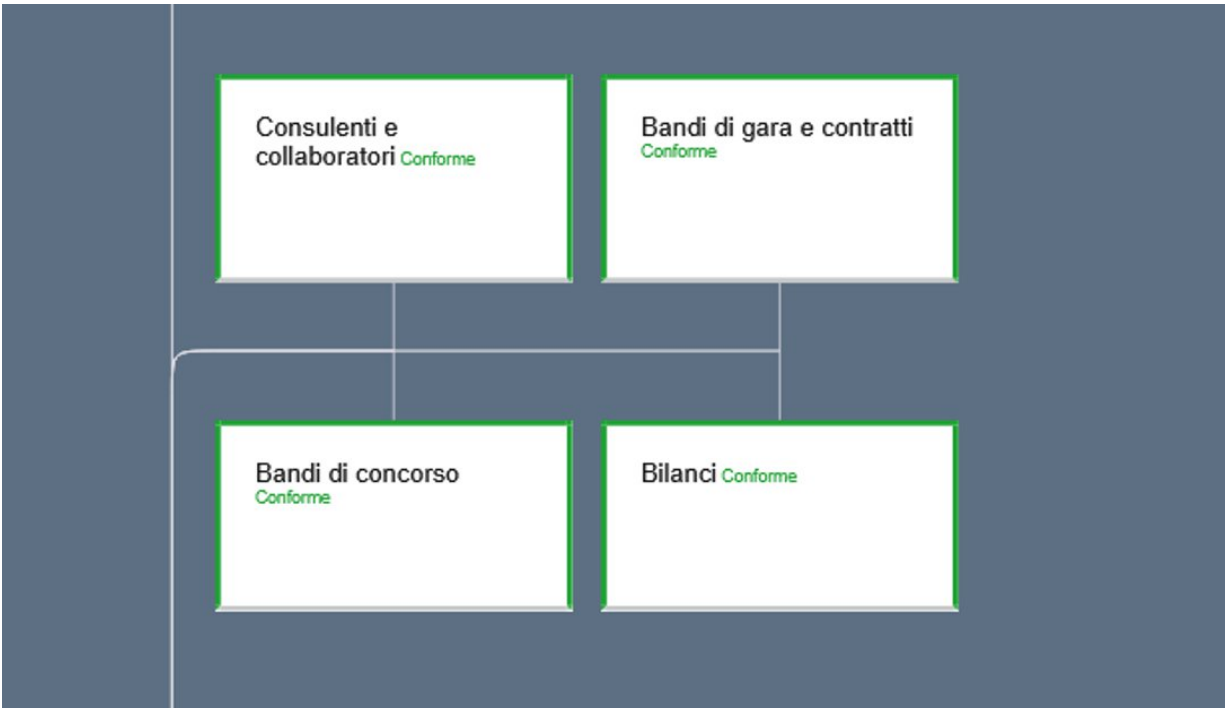 Consulenti e
collaboratori Conforme
Bandi di gara e contratti
Conforme
Bandi di concorso
Conforme
Bilanci Conforme